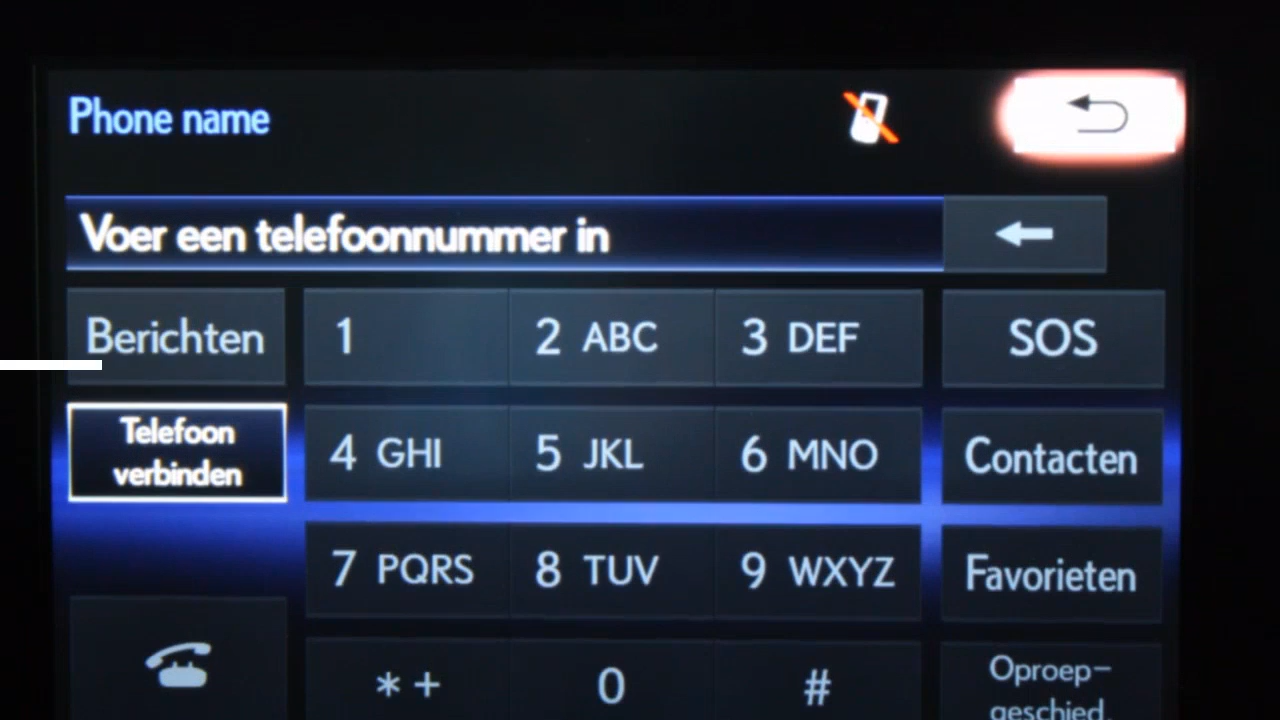 Phone name
Voer een telefoonnummer in
Berichten
1
2 ABC
3 DEF
SOS
Telefoon
verbinden
4 GHI
5 JKL
6 MNO
Contacten
7 PQRS
8 TUV
9 WXYZ
Favorieten
* +
0
#
Oproep-
geschied.